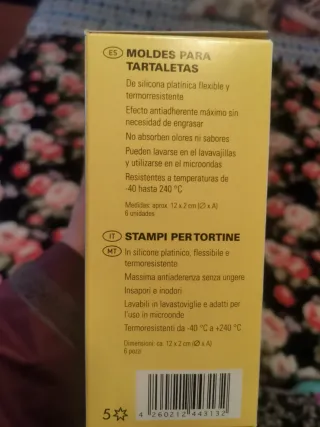 ES MOLDES PARA
TARTALETAS
De silicona platínica flexible y
termorresistente
Efecto antiadherente máximo sin
necesidad de engrasar
No absorben olores ni sabores
Pueden lavarse en el lavavajillas
y utilizarse en el microondas
Resistentes a temperaturas de
-40 hasta 240 °C
Medidas: aprox. 12 x 2 cm (∅ x A)
6 unidades
IT STAMPI PER TORTINE
MT In silicone platinico, flessibile e
termoresistente
Massima antiaderenza senza ungere
Insapori e inodori
Lavabili in lavastoviglie e adatti per
l'uso in microonde
Termoresistenti da -40 °C a +240 °C
Dimensioni: ca. 12 x 2 cm (∅ x A)
6 pezzi
5
4 260212 443132